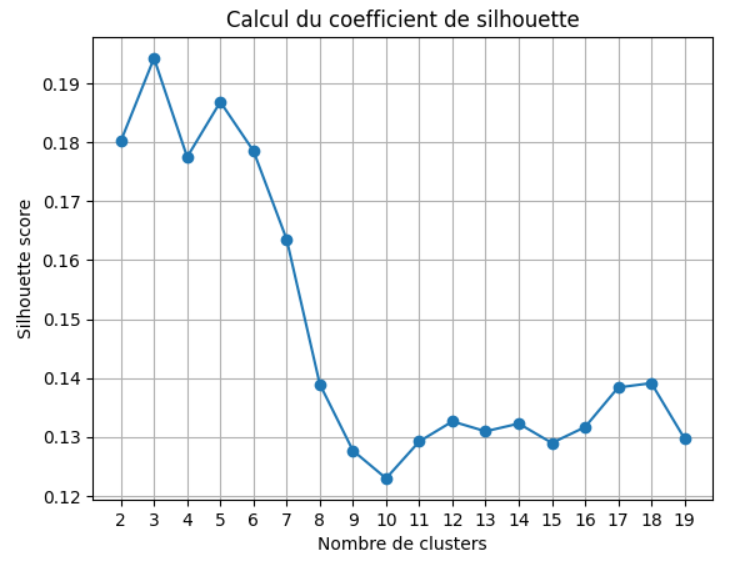 Calcul du coefficient de silhouette
Silhouette score
0.19
0.18
0.17
0.16
0.15
0.14
0.13
0.12
2 3 4 5 6 7 8 9 10 11 12 13 14 15 16 17 18 19
Nombre de clusters